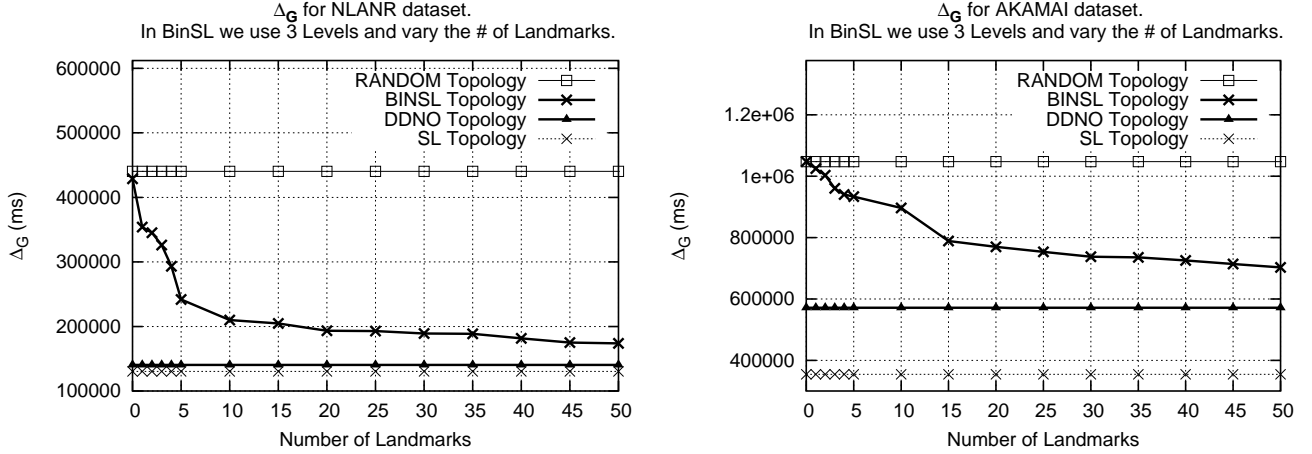 Δ_G for NLANR dataset.
In BinSL we use 3 Levels and vary the # of Landmarks.
600000
500000
400000
300000
200000
100000
Δ_G (ms)
RANDOM Topology
BINSL Topology
DDNO Topology
SL Topology
0 5 10 15 20 25 30 35 40 45 50
Number of Landmarks
Δ_G for AKAMAI dataset.
In BinSL we use 3 Levels and vary the # of Landmarks.
1.2e+06
1e+06
800000
600000
400000
Δ_G (ms)
RANDOM Topology
BINSL Topology
DDNO Topology
SL Topology
0 5 10 15 20 25 30 35 40 45 50
Number of Landmarks